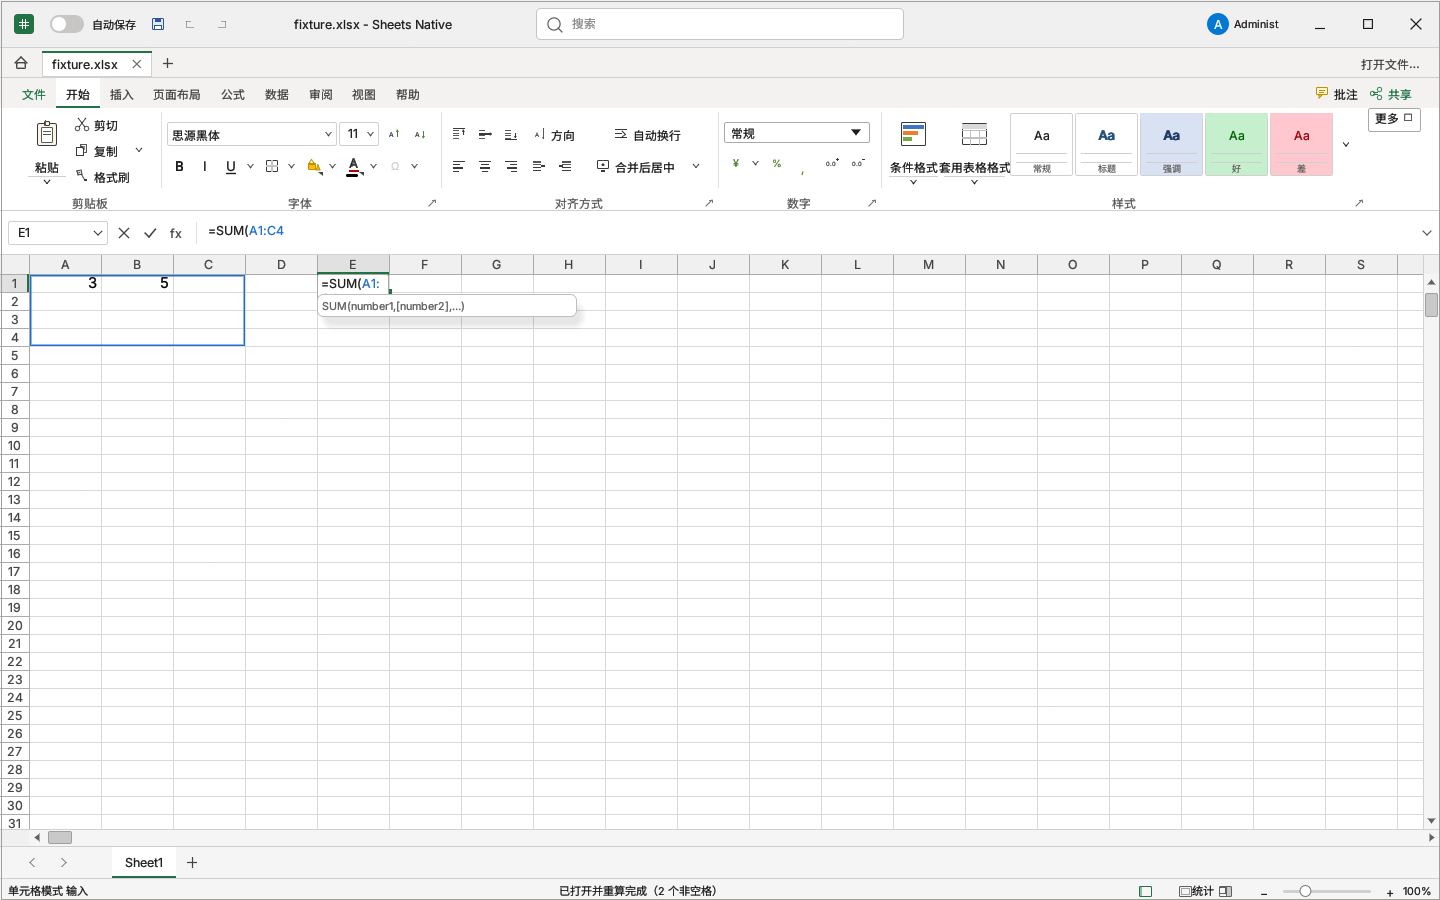 自动保存
fixture.xlsx - Sheets Native
搜索
A
Administ
fixture.xlsx
打开文件...
文件 开始 插入 页面布局 公式 数据 审阅 视图 帮助
批注 共享
粘贴
剪切
复制
格式刷
剪贴板
思源黑体 11
B I U
字体
方向 自动换行
合并后居中
对齐方式
常规
¥ % ,
数字
条件格式
套用表格格式
Aa 常规
Aa 标题
Aa 强调
Aa 好
Aa 差
样式
更多
E1
fx
=SUM(A1:C4
A B C D E F G H I J K L M N O P Q R S
1 3 5 =SUM(A1:
SUM(number1,[number2],...)
2
3
4
5
6
7
8
9
10
11
12
13
14
15
16
17
18
19
20
21
22
23
24
25
26
27
28
29
30
31
Sheet1
单元格模式 输入
已打开并重算完成（2 个非空格）
统计
100%